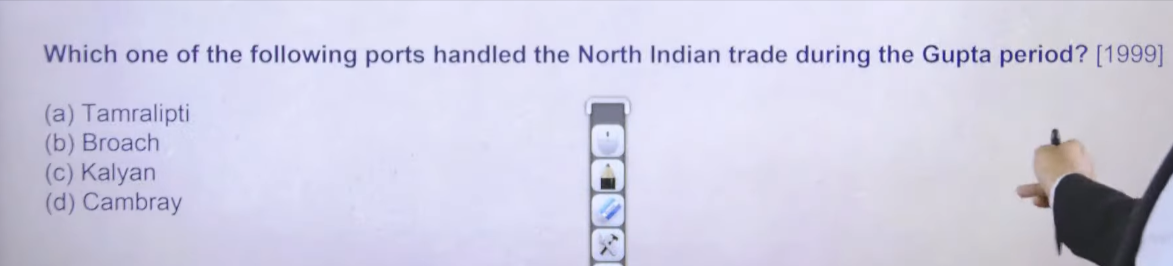 Which one of the following ports handled the North Indian trade during the Gupta period? [1999]
(a) Tamralipti
(b) Broach
(c) Kalyan
(d) Cambray